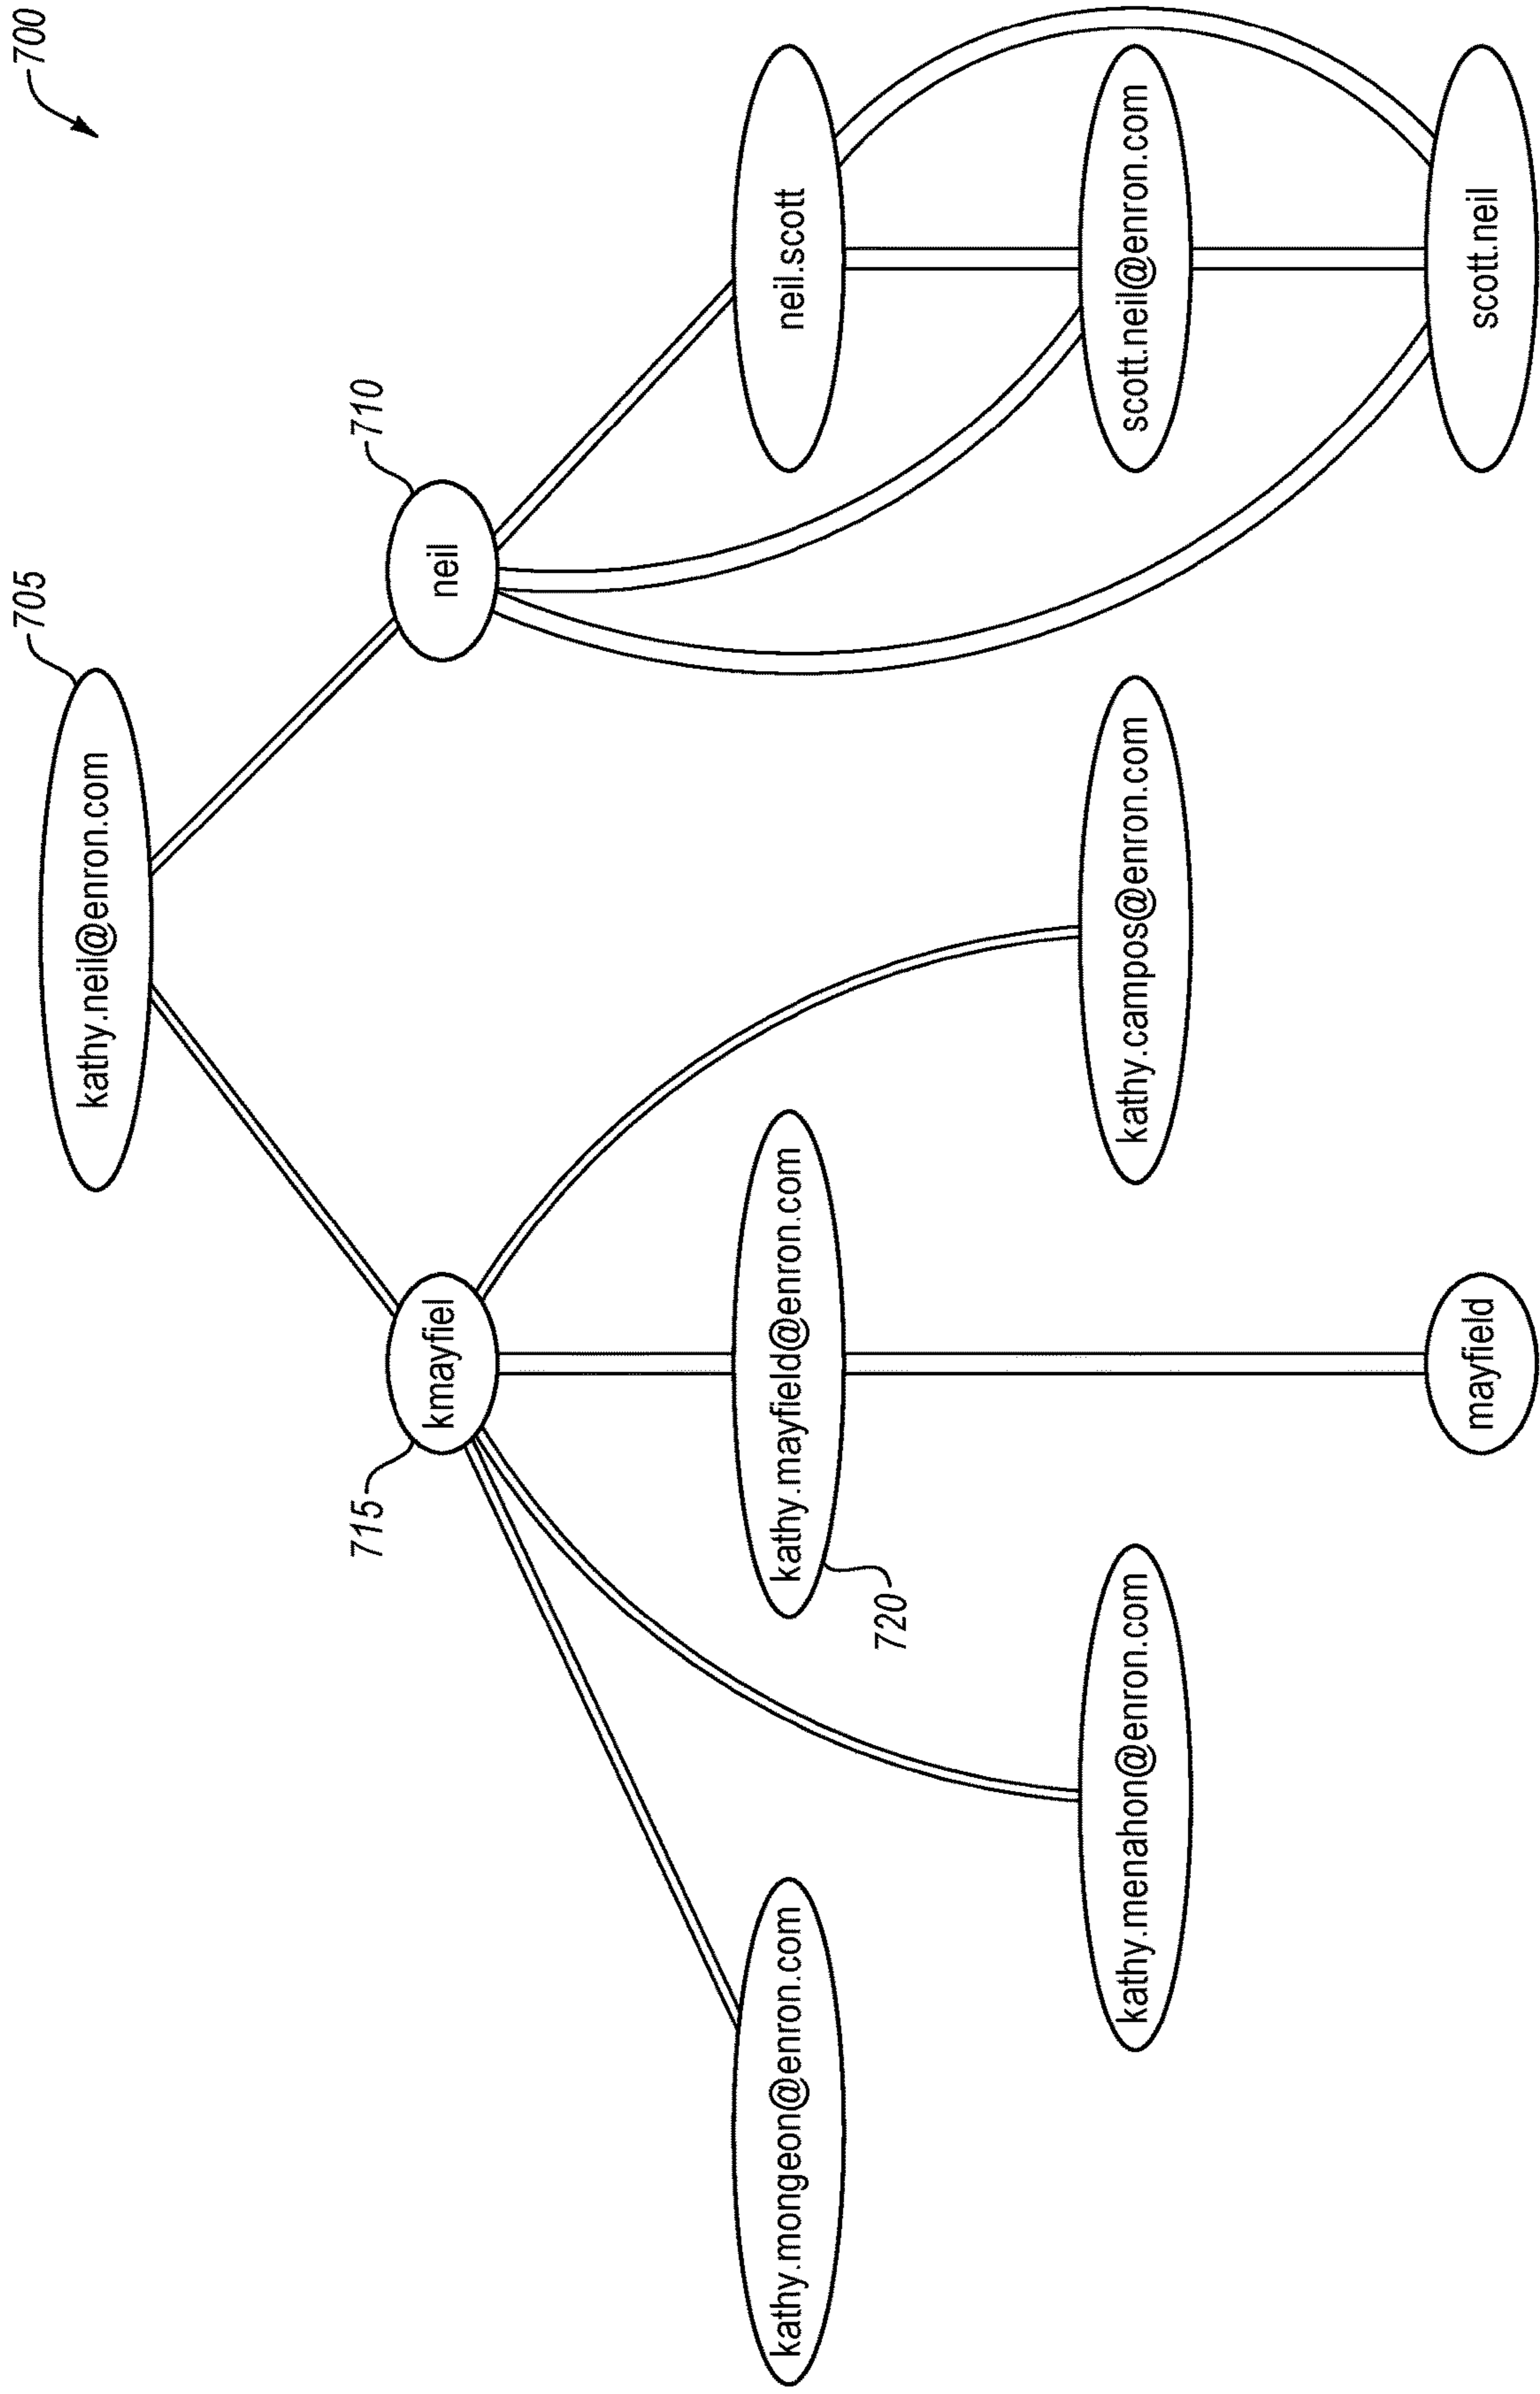 700
705
kathy.neil@enron.com
710
neil
715
kmayfiel
neil.scott
kathy.mayfield@enron.com
720
kathy.mongeon@enron.com
scott.neil@enron.com
kathy.campos@enron.com
kathy.menahon@enron.com
scott.neil
mayfield